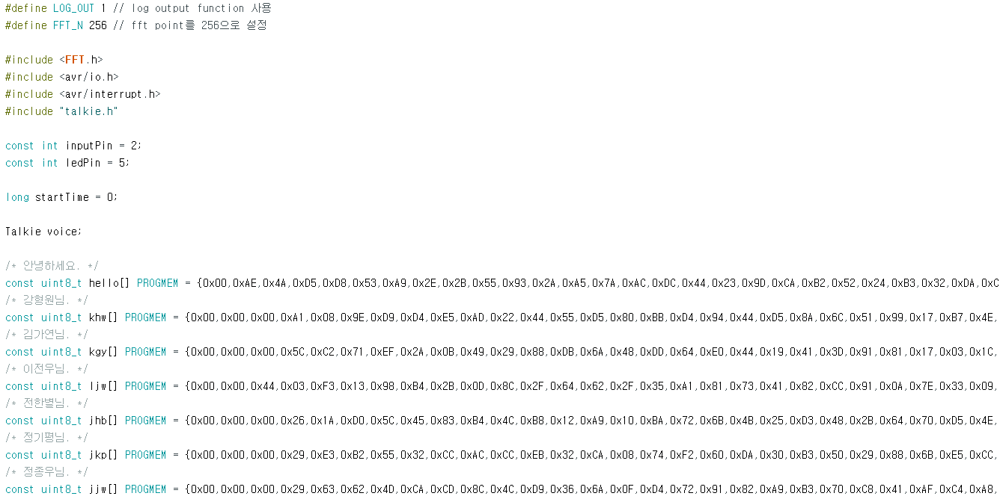 #define LOG_OUT 1 // log output function 사용
#define FFT_N 256 // fft point를 256으로 설정
#include <FFT.h>
#include <avr/io.h>
#include <avr/interrupt.h>
#include "talkie.h"
const int inputPin = 2;
const int ledPin = 5;
long startTime = 0;
Talkie voice;
/* 안녕하세요. */
const uint8_t hello[] PROGMEM = {0x00,0xAE,0x4A,0xD5,0xD8,0x53,0xA9,0x2E,0x2B,0x55,0x93,0x2A,0xA5,0x7A,0xAC,0xDC,0x44,0x23,0x9D,0xCA,0xB2,0x52,0x24,0xB3,0x32,0xDA,0xC
/* 강형원님. */
const uint8_t khw[] PROGMEM = {0x00,0x00,0x00,0xA1,0x08,0x9E,0xD9,0xD4,0xE5,0xAD,0x22,0x44,0x55,0xD5,0x80,0xBB,0xD4,0x94,0x44,0xD5,0x8A,0x6C,0x51,0x99,0x17,0xB7,0x4E,
/* 김가연님. */
const uint8_t kgy[] PROGMEM = {0x00,0x00,0x00,0x5C,0xC2,0x71,0xEF,0x2A,0x0B,0x49,0x29,0x88,0xDB,0x6A,0x48,0xDD,0x64,0xE0,0x44,0x19,0x41,0x3D,0x91,0x81,0x17,0x03,0x1C,
/* 이전우님. */
const uint8_t ljw[] PROGMEM = {0x00,0x00,0x44,0x03,0xF3,0x13,0x98,0xB4,0x2B,0x0D,0x8C,0x2F,0x64,0x62,0x2F,0x35,0xA1,0x81,0x73,0x41,0x82,0xCC,0x91,0x0A,0x7E,0x33,0x09,
/* 전한별님. */
const uint8_t jhb[] PROGMEM = {0x00,0x00,0x00,0x26,0x1A,0xD0,0x5C,0x45,0x83,0xB4,0x4C,0xB8,0x12,0xA9,0x10,0xBA,0x72,0x6B,0x4B,0x25,0xD3,0x48,0x2B,0x64,0x70,0xD5,0x4E,
/* 정기평님. */
const uint8_t jkp[] PROGMEM = {0x00,0x00,0x00,0x29,0xE3,0xB2,0x55,0x32,0xCC,0xAC,0xCC,0xEB,0x32,0xCA,0x08,0x74,0xF2,0x60,0xDA,0x30,0xB3,0x50,0x29,0x88,0x6B,0xE5,0xCC,
/* 정종우님. */
const uint8_t jjw[] PROGMEM = {0x00,0x00,0x00,0x29,0x63,0x62,0x4D,0xCA,0xCD,0x8C,0x4C,0xD9,0x36,0x6A,0x0F,0xD4,0x72,0x91,0x82,0xA9,0xB3,0x70,0xC8,0x41,0xAF,0xC4,0xA8,